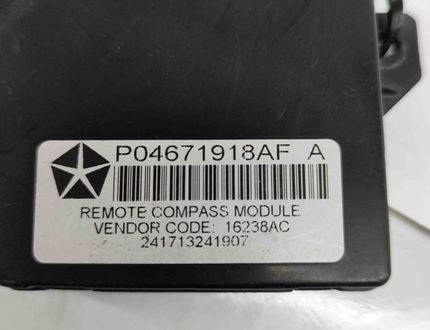 P04671918AF A
REMOTE COMPASS MODULE
VENDOR CODE: 16238AC
241713241907